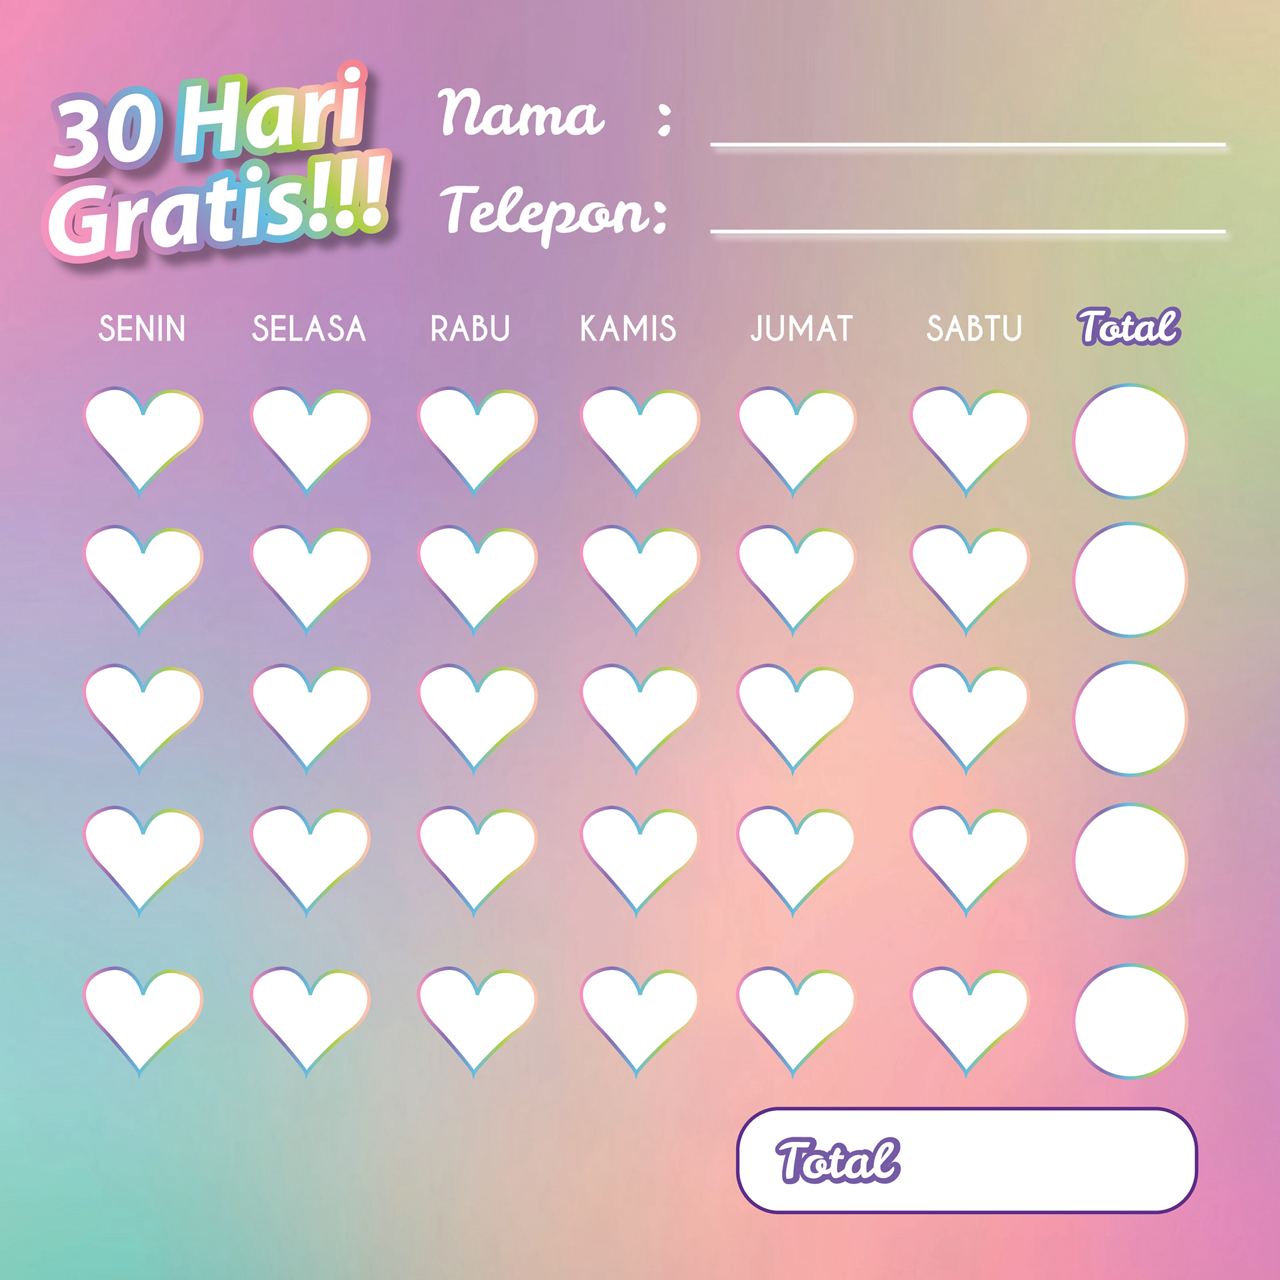 30 Hari
Gratis!!!
Nama :
Telepon:
SENIN SELASA RABU KAMIS JUMAT SABTU Total
Total